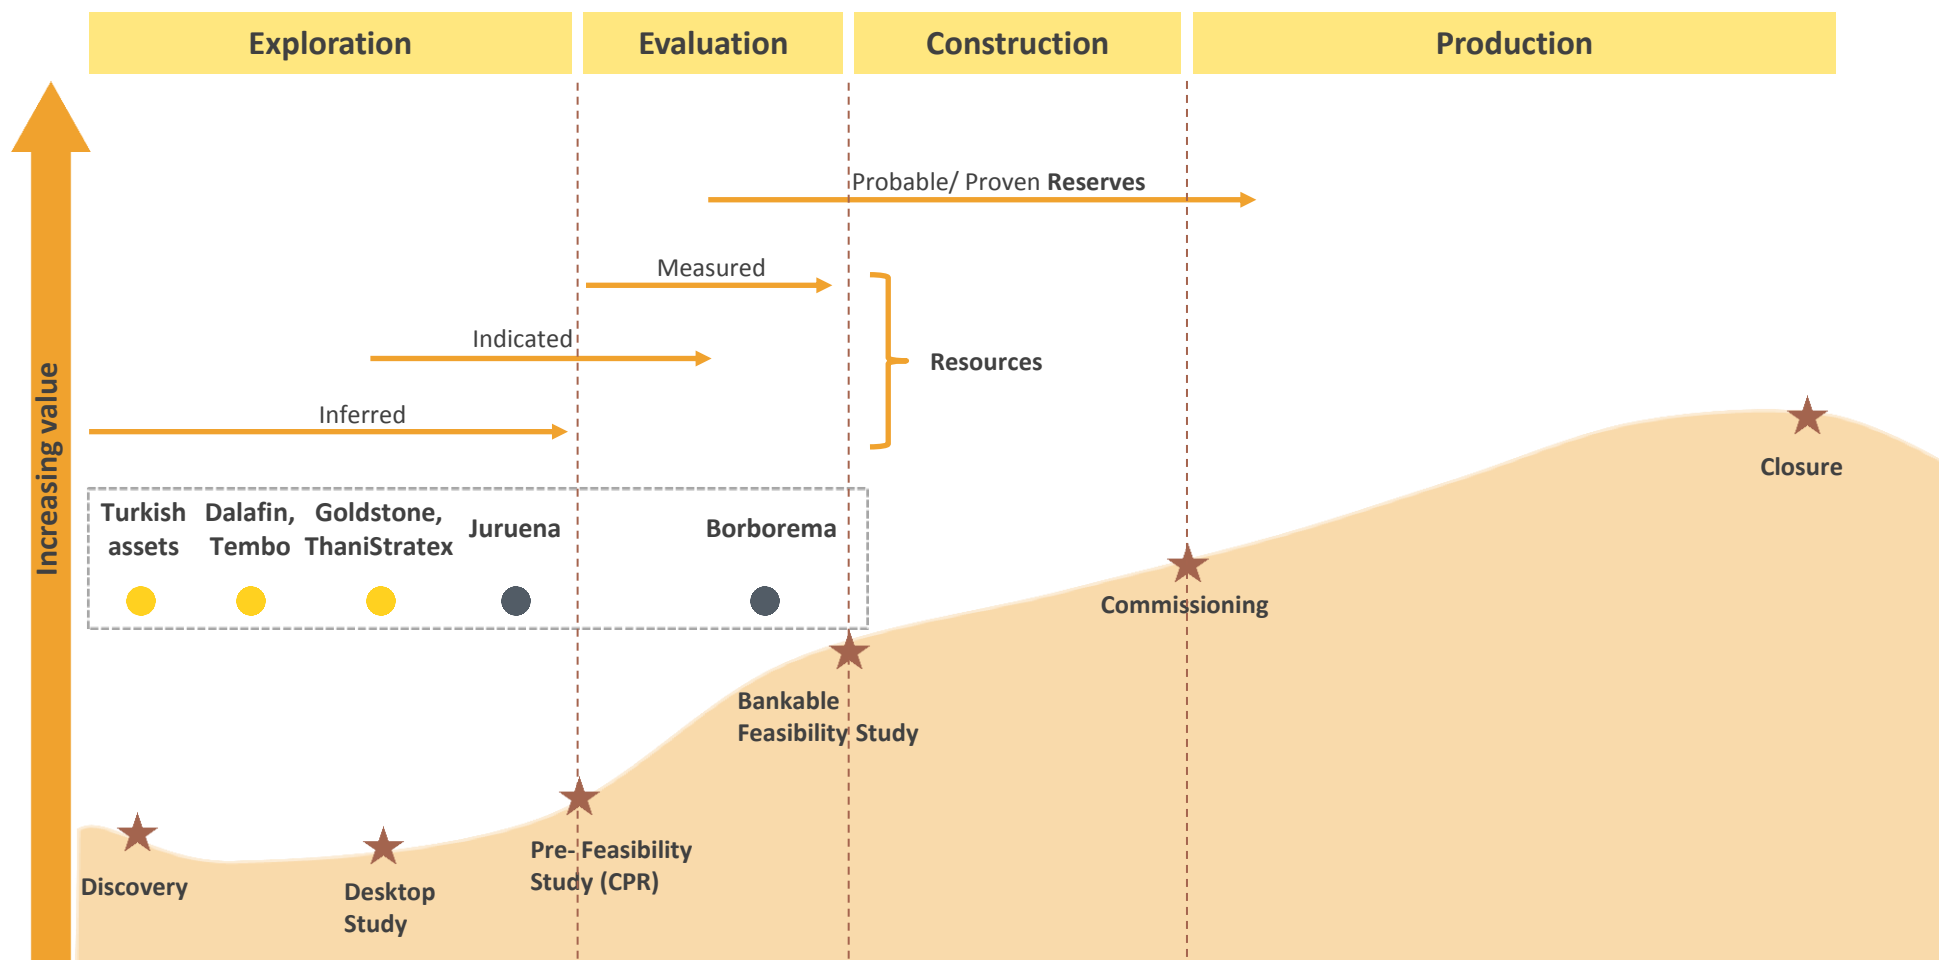 Exploration
Evaluation
Construction
Production
Increasing value
Probable/ Proven Reserves
Measured
Indicated
Inferred
Resources
Turkish
assets
Dalafin,
Tembo
Goldstone,
ThaniStratex
Juruena
Borborema
Closure
Commissioning
Bankable
Feasibility Study
Pre- Feasibility
Study (CPR)
Discovery
Desktop
Study